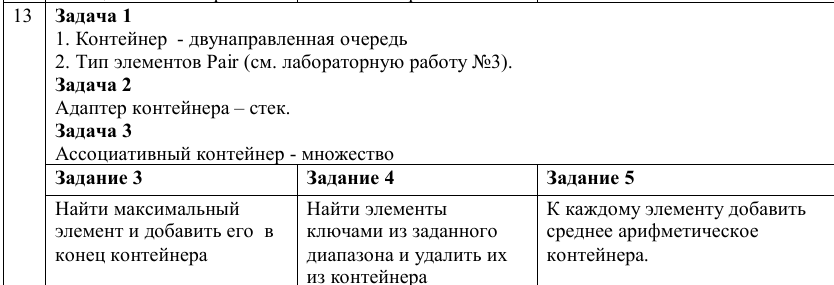 13
Задача 1
1. Контейнер - двунаправленная очередь
2. Тип элементов Pair (см. лабораторную работу №3).
Задача 2
Адаптер контейнера – стек.
Задача 3
Ассоциативный контейнер - множество
Задание 3
Задание 4
Задание 5
Найти максимальный
элемент и добавить его в
конец контейнера
Найти элементы
ключами из заданного
диапазона и удалить их
из контейнера
К каждому элементу добавить
среднее арифметическое
контейнера.